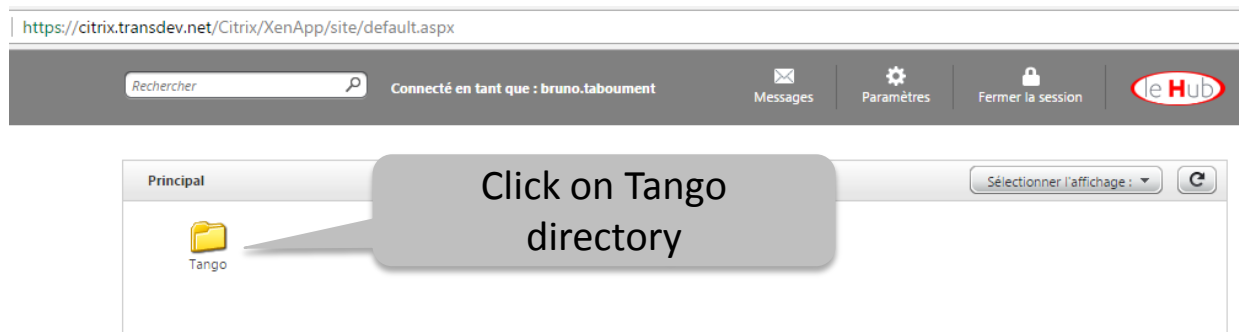 https://citrix.transdev.net/Citrix/XenApp/site/default.aspx
Rechercher
Connecté en tant que : bruno.taboument
Messages
Paramètres
Fermer la session
le Hub
Principal
Sélectionner l'affichage :
Click on Tango
directory
Tango